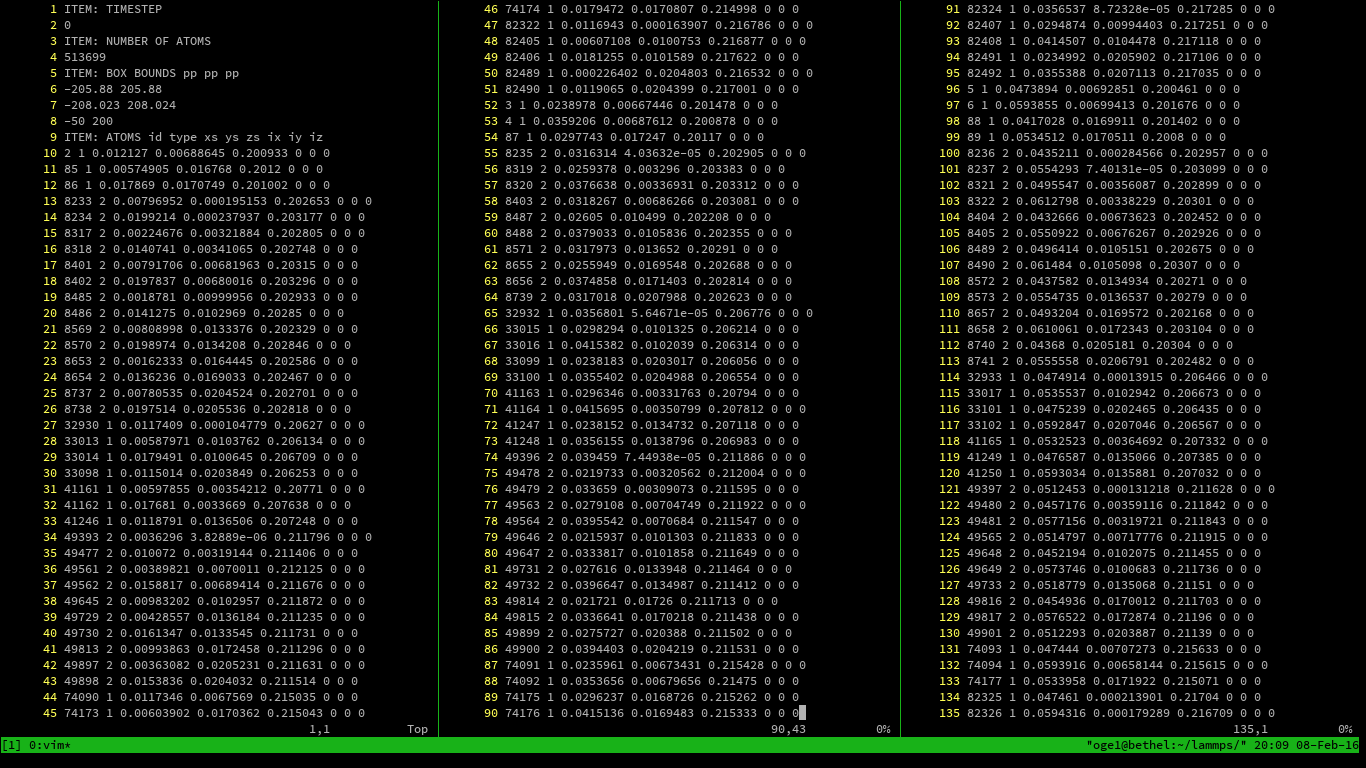 1 ITEM: TIMESTEP
2 0
3 ITEM: NUMBER OF ATOMS
4 513699
5 ITEM: BOX BOUNDS pp pp pp
6 -205.88 205.88
7 -208.023 208.024
8 -50 200
9 ITEM: ATOMS id type xs ys zs ix iy iz
10 2 1 0.012127 0.00688645 0.200933 0 0 0
11 85 1 0.00574905 0.016768 0.2012 0 0 0
12 86 1 0.017869 0.0170749 0.201002 0 0 0
13 8233 2 0.00796952 0.000195153 0.202653 0 0 0
14 8234 2 0.0199214 0.000237937 0.203177 0 0 0
15 8317 2 0.00224676 0.00321884 0.202805 0 0 0
16 8318 2 0.0140741 0.00341065 0.202748 0 0 0
17 8401 2 0.00791706 0.00681963 0.20315 0 0 0
18 8402 2 0.0197837 0.00680016 0.203296 0 0 0
19 8485 2 0.0018781 0.00999956 0.202933 0 0 0
20 8486 2 0.0141275 0.0102969 0.20285 0 0 0
21 8569 2 0.00808998 0.0133376 0.202329 0 0 0
22 8570 2 0.0198974 0.0134208 0.202846 0 0 0
23 8653 2 0.00162333 0.0164445 0.202586 0 0 0
24 8654 2 0.0136236 0.0169033 0.202467 0 0 0
25 8737 2 0.00780535 0.0204524 0.202701 0 0 0
26 8738 2 0.0197514 0.0205536 0.202818 0 0 0
27 32930 1 0.0117409 0.000104779 0.20627 0 0 0
28 33013 1 0.00587971 0.0103762 0.206134 0 0 0
29 33014 1 0.0179491 0.0100645 0.206709 0 0 0
30 33098 1 0.0115014 0.0203849 0.206253 0 0 0
31 41161 1 0.00597855 0.00354212 0.20771 0 0 0
32 41162 1 0.017681 0.0033669 0.207638 0 0 0
33 41246 1 0.0118791 0.0136506 0.207248 0 0 0
34 49393 2 0.0036296 3.82889e-06 0.211796 0 0 0
35 49477 2 0.010072 0.00319144 0.211406 0 0 0
36 49561 2 0.00389821 0.0070011 0.212125 0 0 0
37 49562 2 0.0158817 0.00689414 0.211676 0 0 0
38 49645 2 0.00983202 0.0102957 0.211872 0 0 0
39 49729 2 0.00428557 0.0136184 0.211235 0 0 0
40 49730 2 0.0161347 0.0133545 0.211731 0 0 0
41 49813 2 0.00993863 0.0172458 0.211296 0 0 0
42 49897 2 0.00363082 0.0205231 0.211631 0 0 0
43 49898 2 0.0153836 0.0204032 0.211514 0 0 0
44 74090 1 0.0117346 0.0067569 0.215035 0 0 0
45 74173 1 0.00603902 0.0170362 0.215043 0 0 0
1,1 Top
46 74174 1 0.0179472 0.0170807 0.214998 0 0 0
47 82322 1 0.0116943 0.000163907 0.216786 0 0 0
48 82405 1 0.00607108 0.0100753 0.216877 0 0 0
49 82406 1 0.0181255 0.0101589 0.217622 0 0 0
50 82489 1 0.000226402 0.0204803 0.216532 0 0 0
51 82490 1 0.0119065 0.0204399 0.217001 0 0 0
52 3 1 0.0238978 0.00667446 0.201478 0 0 0
53 4 1 0.0359206 0.00687612 0.200878 0 0 0
54 87 1 0.0297743 0.017247 0.20117 0 0 0
55 8235 2 0.0316314 4.03632e-05 0.202905 0 0 0
56 8319 2 0.0259378 0.003296 0.203383 0 0 0
57 8320 2 0.0376638 0.00336931 0.203312 0 0 0
58 8403 2 0.0318267 0.00686266 0.203081 0 0 0
59 8487 2 0.02605 0.010499 0.202208 0 0 0
60 8488 2 0.0379033 0.0105836 0.202355 0 0 0
61 8571 2 0.0317973 0.013652 0.20291 0 0 0
62 8655 2 0.0255949 0.0169548 0.202688 0 0 0
63 8656 2 0.0374858 0.0171403 0.202814 0 0 0
64 8739 2 0.0317018 0.0207988 0.202623 0 0 0
65 32932 1 0.0356801 5.64671e-05 0.206776 0 0 0
66 33015 1 0.0298294 0.0101325 0.206214 0 0 0
67 33016 1 0.0415382 0.0102039 0.206314 0 0 0
68 33099 1 0.0238183 0.0203017 0.206056 0 0 0
69 33100 1 0.0355402 0.0204988 0.206554 0 0 0
70 41163 1 0.0296346 0.00331763 0.20794 0 0 0
71 41164 1 0.0415695 0.00350799 0.207812 0 0 0
72 41247 1 0.0238152 0.0134732 0.207118 0 0 0
73 41248 1 0.0356155 0.0138796 0.206983 0 0 0
74 49396 2 0.039459 7.44938e-05 0.211886 0 0 0
75 49478 2 0.0219733 0.00320562 0.212004 0 0 0
76 49479 2 0.033659 0.00309073 0.211595 0 0 0
77 49563 2 0.0279108 0.00704749 0.211922 0 0 0
78 49564 2 0.0395542 0.0070684 0.211547 0 0 0
79 49646 2 0.0215937 0.0101303 0.211833 0 0 0
80 49647 2 0.0333817 0.0101858 0.211649 0 0 0
81 49731 2 0.027616 0.0133948 0.211464 0 0 0
82 49732 2 0.0396647 0.0134987 0.211412 0 0 0
83 49814 2 0.021721 0.01726 0.211713 0 0 0
84 49815 2 0.0336641 0.0170218 0.211438 0 0 0
85 49899 2 0.0275727 0.020388 0.211502 0 0 0
86 49900 2 0.0394403 0.0204219 0.211531 0 0 0
87 74091 1 0.0235961 0.00673431 0.215428 0 0 0
88 74092 1 0.0353656 0.00679656 0.21475 0 0 0
89 74175 1 0.0296237 0.0168726 0.215262 0 0 0
90 74176 1 0.0415136 0.0169483 0.215333 0 0 0
90,43 0%
91 82324 1 0.0356537 8.72328e-05 0.217285 0 0 0
92 82407 1 0.0294874 0.00994403 0.217251 0 0 0
93 82408 1 0.0414507 0.0104478 0.217118 0 0 0
94 82491 1 0.0234992 0.0205902 0.217106 0 0 0
95 82492 1 0.0355388 0.0207113 0.217035 0 0 0
96 5 1 0.0473894 0.00692851 0.200461 0 0 0
97 6 1 0.0593855 0.00699413 0.201676 0 0 0
98 88 1 0.0417028 0.0169911 0.201402 0 0 0
99 89 1 0.0534512 0.0170511 0.2008 0 0 0
100 8236 2 0.0435211 0.000284566 0.202957 0 0 0
101 8237 2 0.0554293 7.40131e-05 0.203099 0 0 0
102 8321 2 0.0495547 0.00356087 0.202899 0 0 0
103 8322 2 0.0612798 0.00338229 0.20301 0 0 0
104 8404 2 0.0432666 0.00673623 0.202452 0 0 0
105 8405 2 0.0550922 0.00676267 0.202926 0 0 0
106 8489 2 0.0496414 0.0105151 0.202675 0 0 0
107 8490 2 0.061484 0.0105098 0.20307 0 0 0
108 8572 2 0.0437582 0.0134934 0.20271 0 0 0
109 8573 2 0.0554735 0.0136537 0.20279 0 0 0
110 8657 2 0.0493204 0.0169572 0.202168 0 0 0
111 8658 2 0.0610061 0.0172343 0.203104 0 0 0
112 8740 2 0.04368 0.0205181 0.20304 0 0 0
113 8741 2 0.0555558 0.0206791 0.202482 0 0 0
114 32933 1 0.0474914 0.00013915 0.206466 0 0 0
115 33017 1 0.0535537 0.0102942 0.206673 0 0 0
116 33101 1 0.0475239 0.0202465 0.206435 0 0 0
117 33102 1 0.0592847 0.0207046 0.206567 0 0 0
118 41165 1 0.0532523 0.00364692 0.207332 0 0 0
119 41249 1 0.0476587 0.0135066 0.207385 0 0 0
120 41250 1 0.0593034 0.0135881 0.207032 0 0 0
121 49397 2 0.0512453 0.000131218 0.211628 0 0 0
122 49480 2 0.0457176 0.00359116 0.211842 0 0 0
123 49481 2 0.0577156 0.00319721 0.211843 0 0 0
124 49565 2 0.0514797 0.00717776 0.211915 0 0 0
125 49648 2 0.0452194 0.0102075 0.211455 0 0 0
126 49649 2 0.0573746 0.0100683 0.211736 0 0 0
127 49733 2 0.0518779 0.0135068 0.21151 0 0 0
128 49816 2 0.0454936 0.0170012 0.211703 0 0 0
129 49817 2 0.0576522 0.0172874 0.21196 0 0 0
130 49901 2 0.0512293 0.0203887 0.21139 0 0 0
131 74093 1 0.047444 0.00707273 0.215633 0 0 0
132 74094 1 0.0593916 0.00658144 0.215615 0 0 0
133 74177 1 0.0533958 0.0171922 0.215071 0 0 0
134 82325 1 0.047461 0.000213901 0.21704 0 0 0
135 82326 1 0.0594316 0.000179289 0.216709 0 0 0
135,1 0%
[1] 0:vim* "oge1@bethel:~/lammps/" 20:09 08-Feb-16